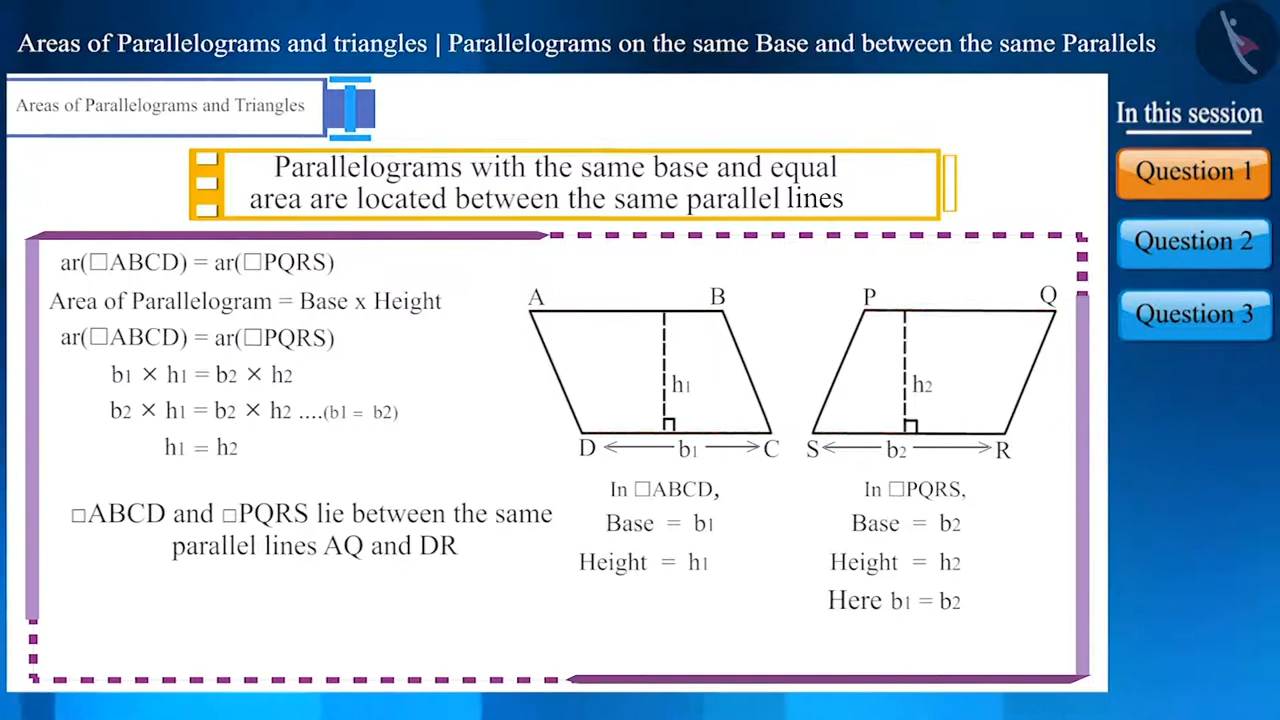 Areas of Parallelograms and triangles | Parallelograms on the same Base and between the same Parallels
Areas of Parallelograms and Triangles
In this session
Question 1
Question 2
Question 3
Parallelograms with the same base and equal
area are located between the same parallel lines
ar(□ABCD) = ar(□PQRS)
Area of Parallelogram = Base x Height
ar(□ABCD) = ar(□PQRS)
b1 × h1 = b2 × h2
b2 × h1 = b2 × h2 ....(b1 = b2)
h1 = h2
□ABCD and □PQRS lie between the same
parallel lines AQ and DR
A B
h1
D b1 C
In □ABCD,
Base = b1
Height = h1
P Q
h2
S b2 R
In □PQRS,
Base = b2
Height = h2
Here b1 = b2